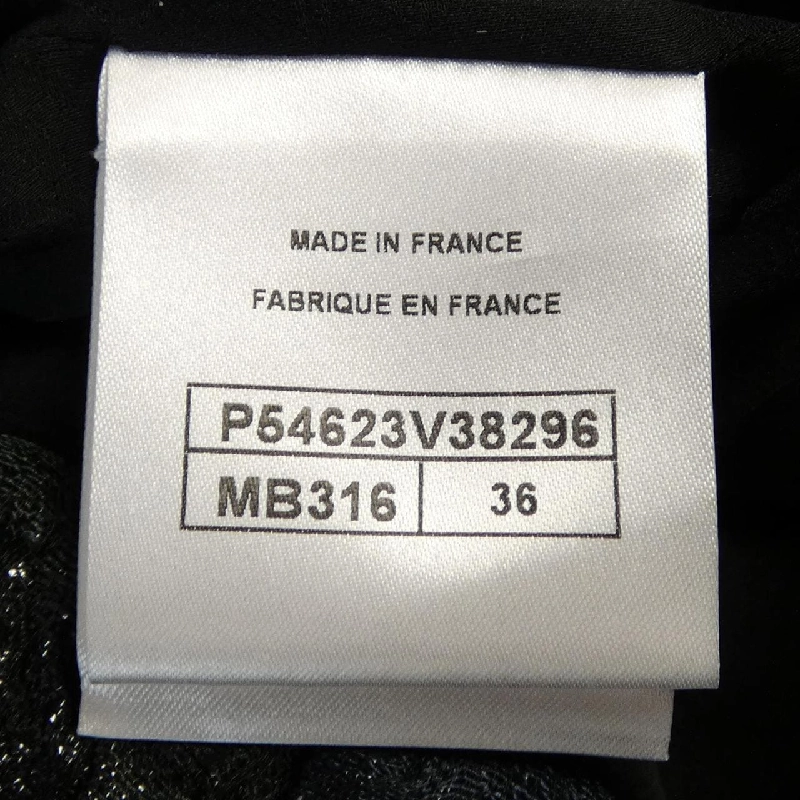 MADE IN FRANCE
FABRIQUE EN FRANCE
P54623V38296
MB316 36